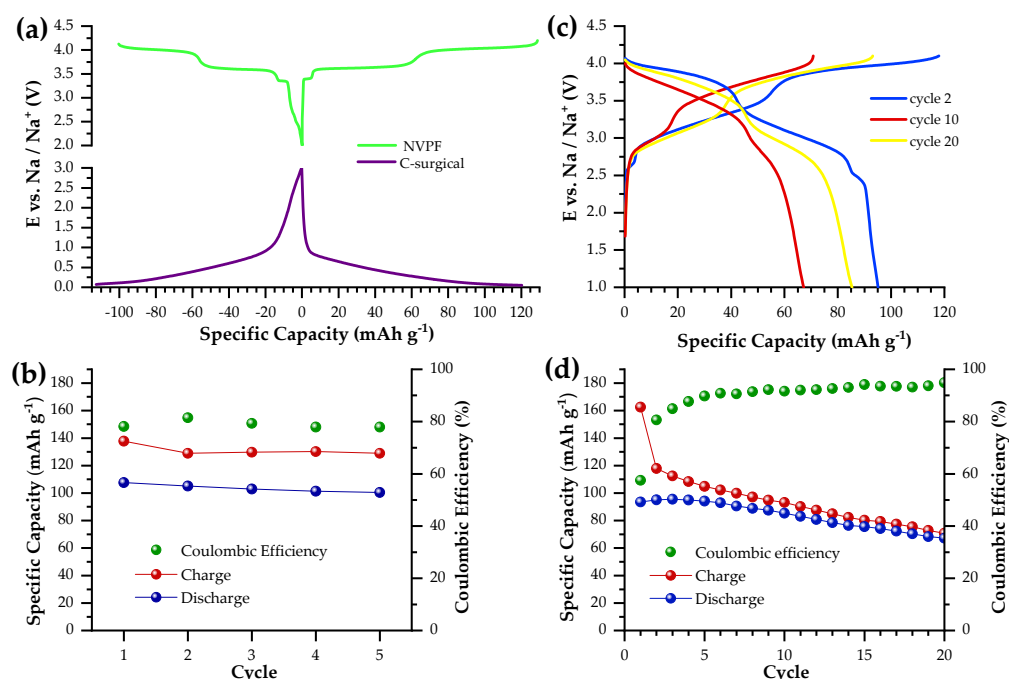 (a)
E vs. Na / Na⁺ (V)
4.5
4.0
3.5
3.0
2.5
2.0
NVPF
C-surgical
3.0
2.5
2.0
1.5
1.0
0.5
0.0
-100 -80 -60 -40 -20 0 20 40 60 80 100 120
Specific Capacity (mAh g⁻¹)
(c)
E vs. Na / Na⁺ (V)
4.5
4.0
3.5
3.0
2.5
2.0
1.5
1.0
cycle 2
cycle 10
cycle 20
0 20 40 60 80 100 120
Specific Capacity (mAh g⁻¹)
(b)
Specific Capacity (mAh g⁻¹)
180
160
140
120
100
80
60
40
20
0
Coulombic Efficiency
Charge
Discharge
100
80
60
40
20
0
Coulombic Efficiency (%)
1 2 3 4 5
Cycle
(d)
Specific Capacity (mAh g⁻¹)
180
160
140
120
100
80
60
40
20
0
Coulombic efficiency
Charge
Discharge
100
80
60
40
20
0
Coulombic Efficiency (%)
0 5 10 15 20
Cycle